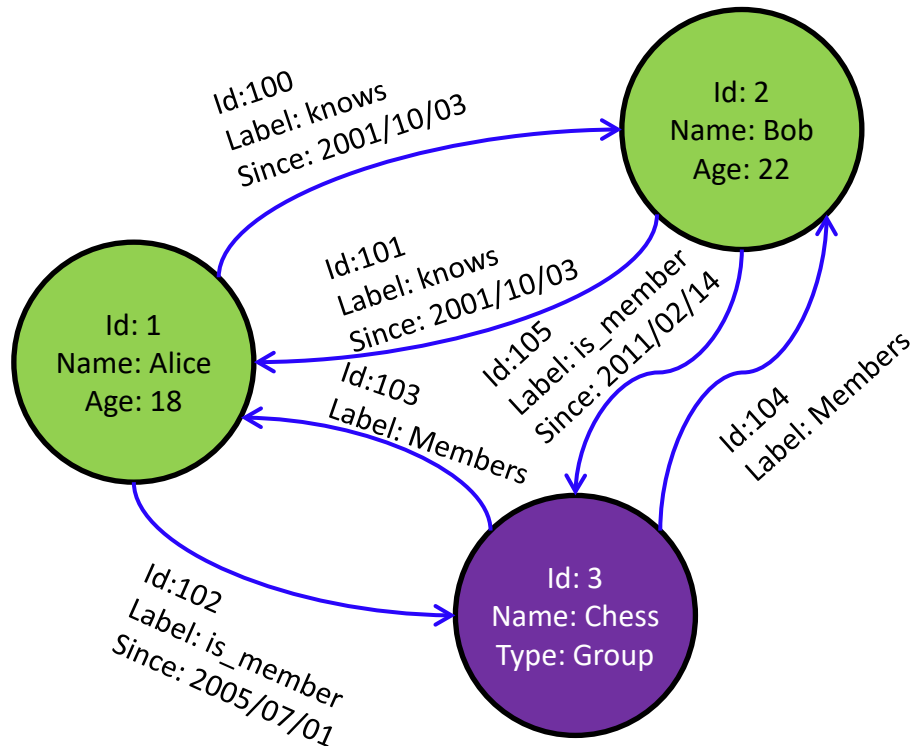 Id:100
Label: knows
Since: 2001/10/03
Id: 2
Name: Bob
Age: 22
Id:101
Label: knows
Since: 2001/10/03
Id: 1
Name: Alice
Age: 18
Id:105
Label: is_member
Since: 2011/02/14
Id:103
Label: Members
Id:104
Label: Members
Id:102
Label: is_member
Since: 2005/07/01
Id: 3
Name: Chess
Type: Group